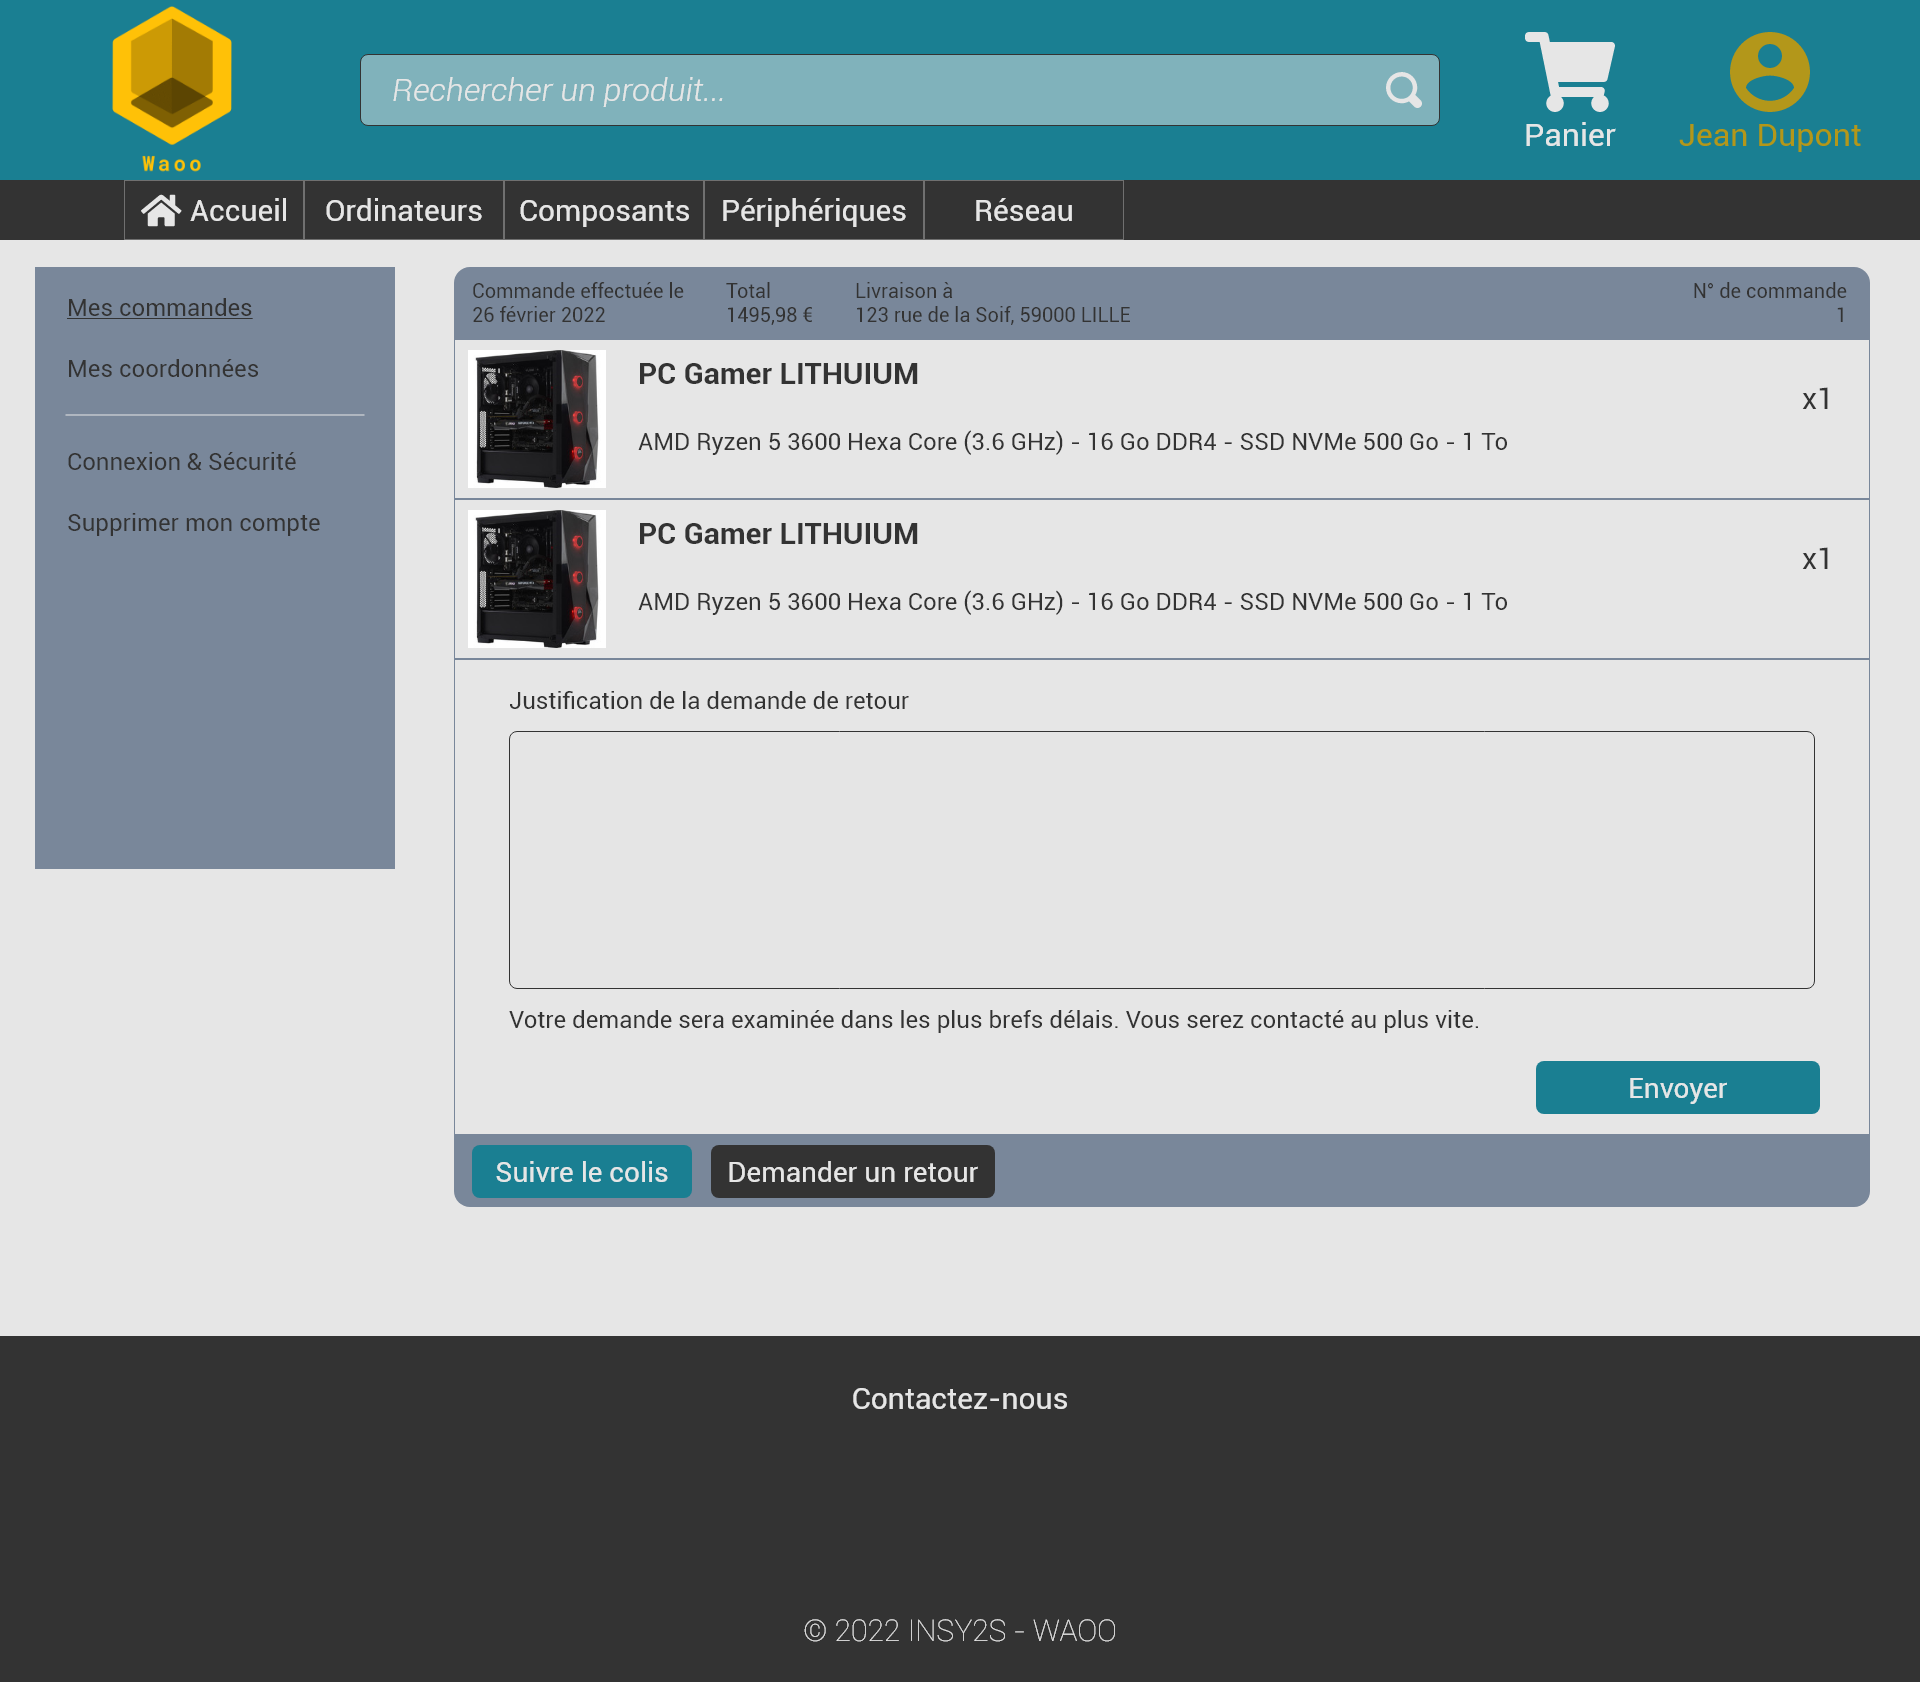 Waoo
Rechercher un produit...
Panier
Jean Dupont
Accueil
Ordinateurs
Composants
Périphériques
Réseau
Mes commandes
Mes coordonnées
Connexion & Sécurité
Supprimer mon compte
Commande effectuée le
26 février 2022
Total
1495,98 €
Livraison à
123 rue de la Soif, 59000 LILLE
N° de commande
1
PC Gamer LITHUIUM
x1
AMD Ryzen 5 3600 Hexa Core (3.6 GHz) - 16 Go DDR4 - SSD NVMe 500 Go - 1 To
PC Gamer LITHUIUM
x1
AMD Ryzen 5 3600 Hexa Core (3.6 GHz) - 16 Go DDR4 - SSD NVMe 500 Go - 1 To
Justification de la demande de retour
Votre demande sera examinée dans les plus brefs délais. Vous serez contacté au plus vite.
Envoyer
Suivre le colis
Demander un retour
Contactez-nous
© 2022 INSY2S - WAOO